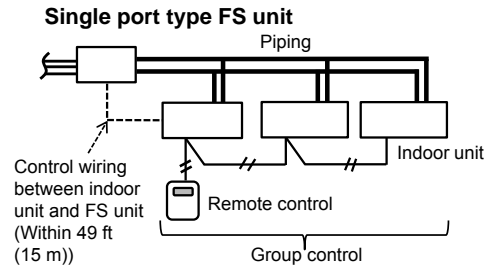 Single port type FS unit
Piping
Indoor unit
Control wiring
between indoor
unit and FS unit
(Within 49 ft
(15 m))
Remote control
Group control